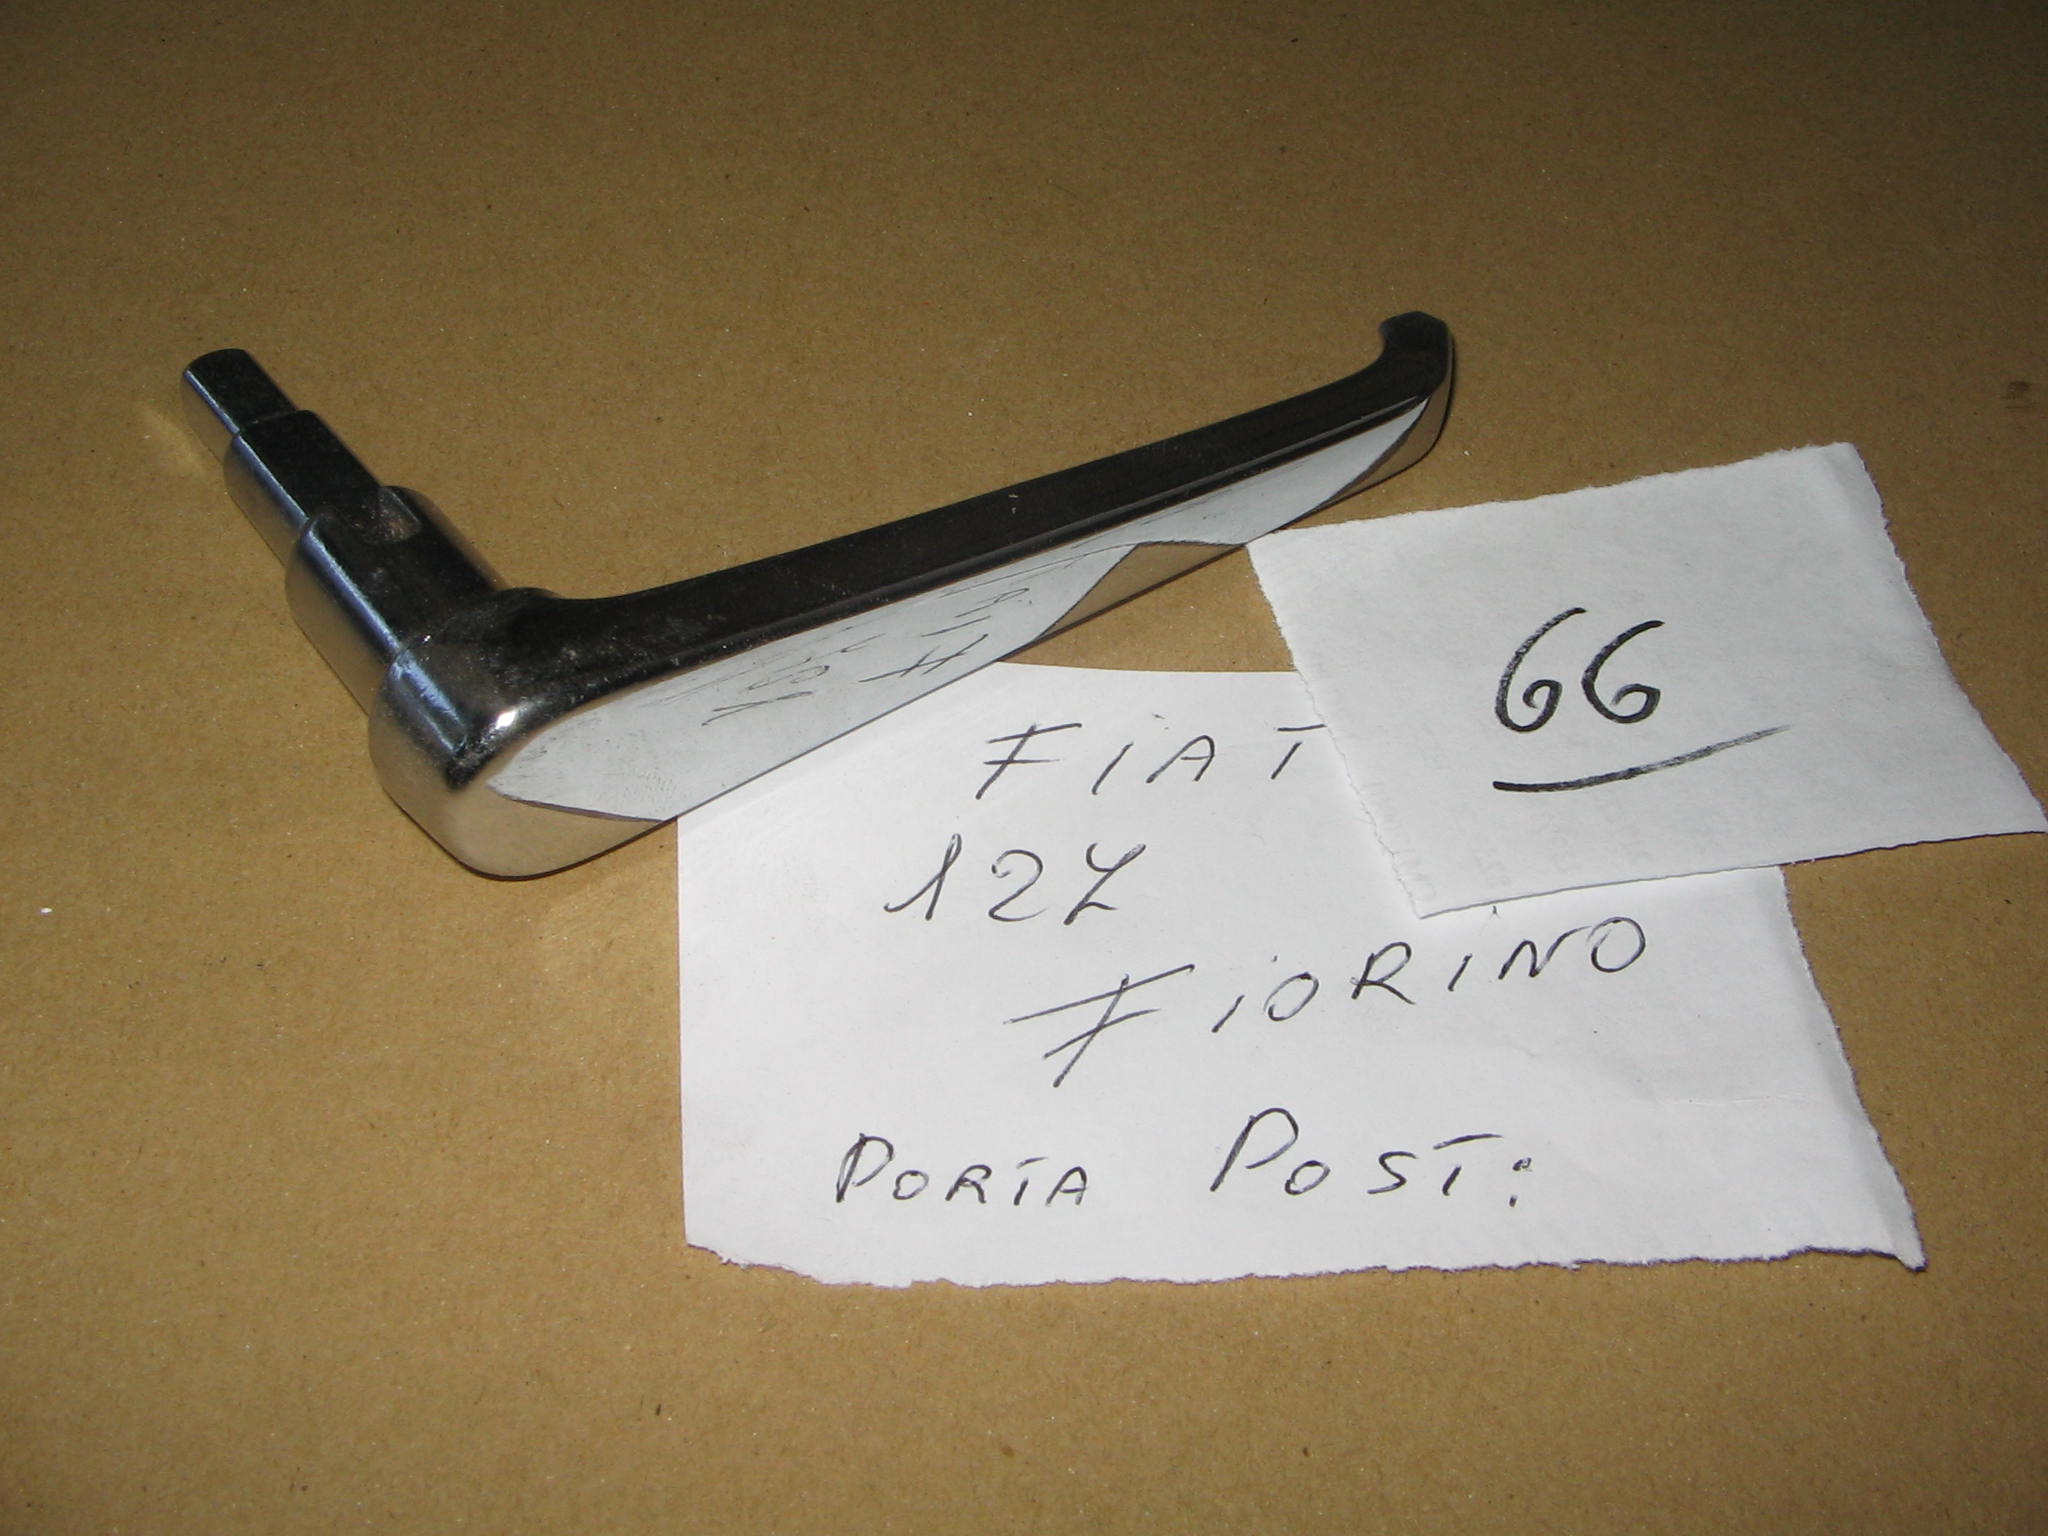 66
FIAT
127
FIORINO
PORTA POST: